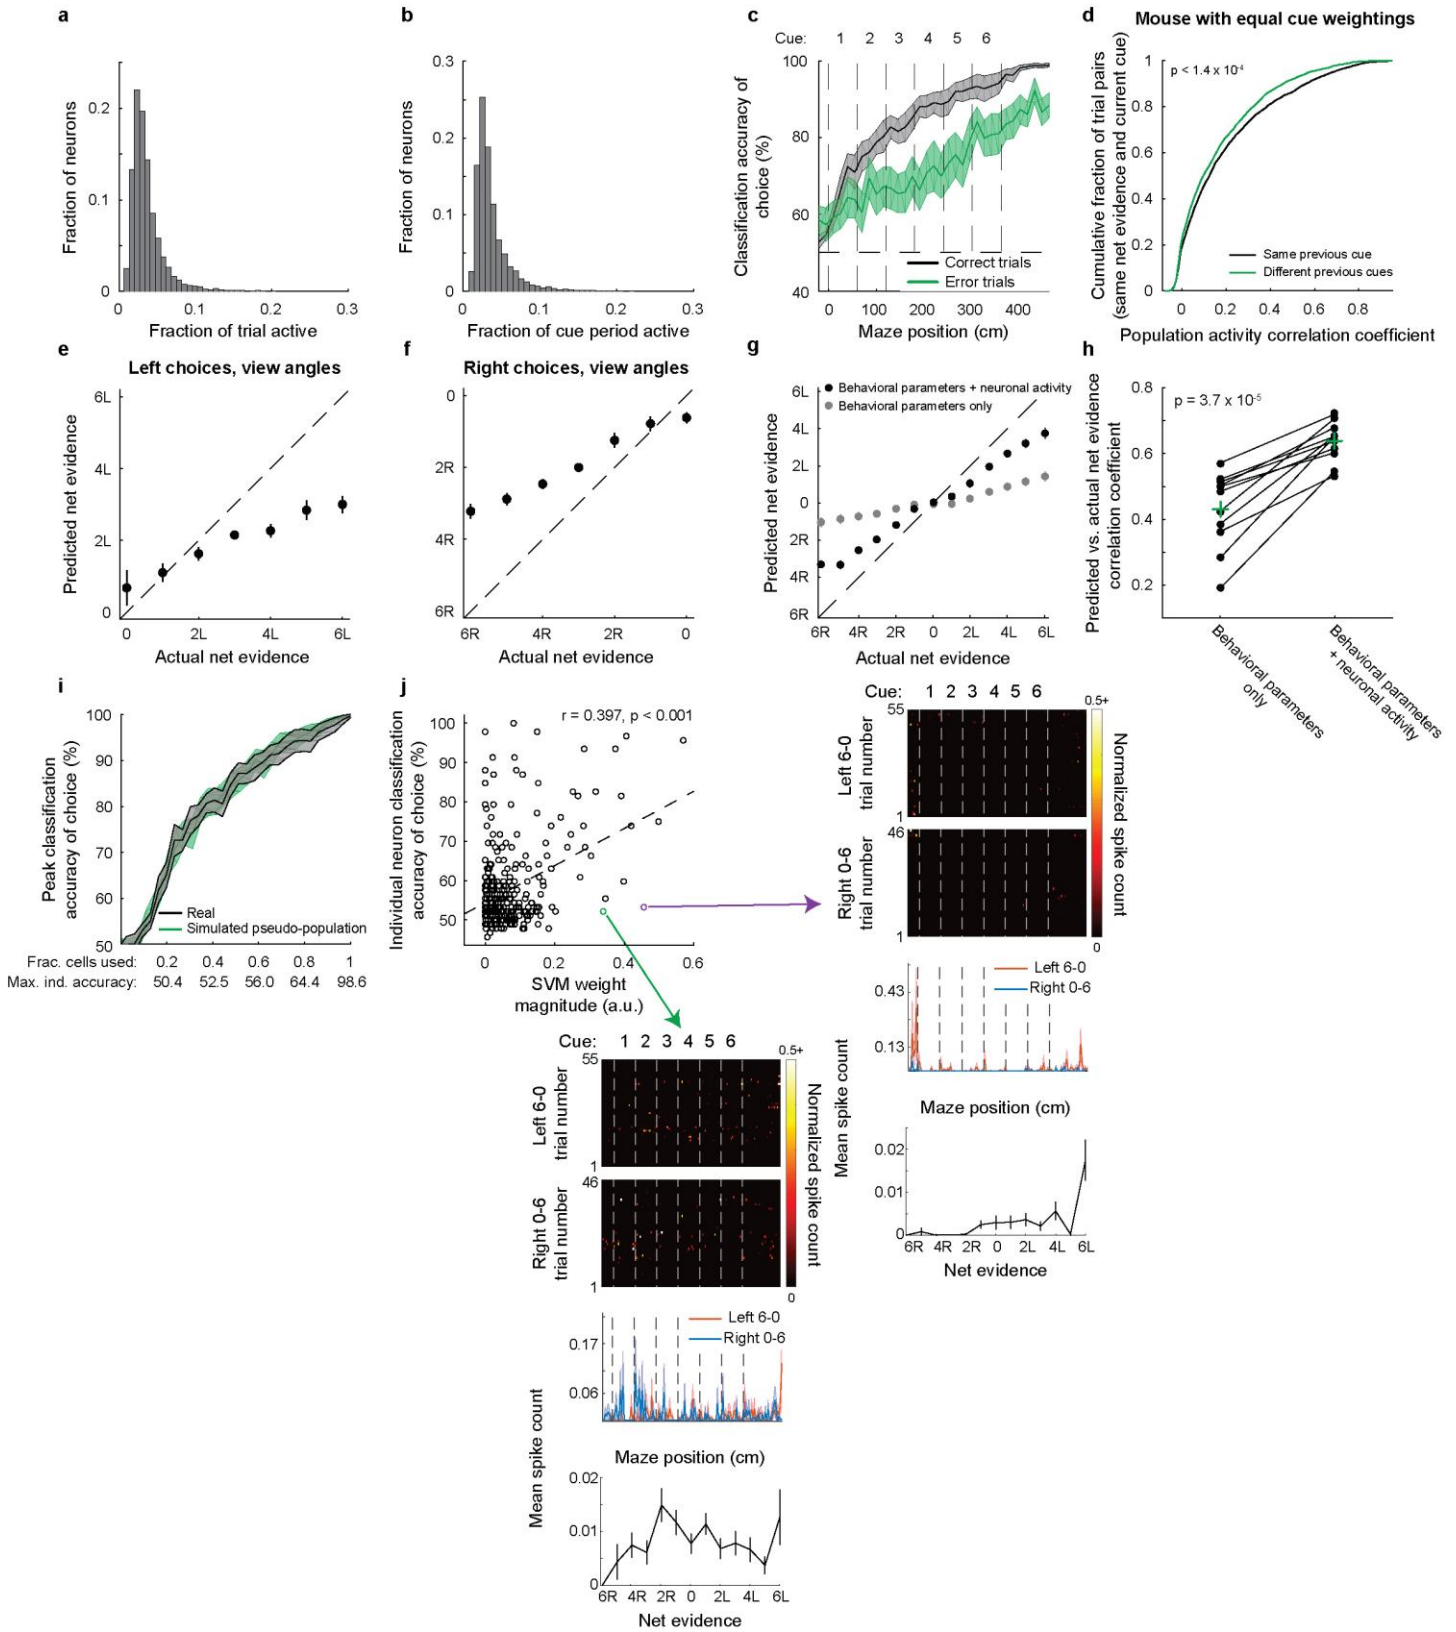 a
Fraction of neurons
0.2
0.1
0
0
0.1
0.2
0.3
Fraction of trial active
b
Fraction of neurons
0.3
0.2
0.1
0
0
0.1
0.2
0.3
Fraction of cue period active
c
Cue: 1 2 3 4 5 6
Classification accuracy of
choice (%)
100
80
60
40
Correct trials
Error trials
0 100 200 300 400
Maze position (cm)
d
Mouse with equal cue weightings
p < 1.4 x 10-4
Cumulative fraction of trial pairs
(same net evidence and current cue)
1
0.8
0.6
0.4
0.2
0
Same previous cue
Different previous cues
0 0.2 0.4 0.6 0.8
Population activity correlation coefficient
e
Left choices, view angles
Predicted net evidence
6L
4L
2L
0
0 2L 4L 6L
Actual net evidence
f
Right choices, view angles
0
2R
4R
6R
6R 4R 2R 0
Actual net evidence
g
Behavioral parameters + neuronal activity
Behavioral parameters only
Predicted net evidence
6L
4L
2L
0
2R
4R
6R
6R 4R 2R 0 2L 4L 6L
Actual net evidence
h
p = 3.7 x 10-5
Predicted vs. actual net evidence
correlation coefficient
0.8
0.6
0.4
0.2
Behavioral parameters
only
Behavioral parameters
+ neuronal activity
i
Peak classification
accuracy of choice (%)
100
90
80
70
60
50
Real
Simulated pseudo-population
Frac. cells used: 0.2 0.4 0.6 0.8 1
Max. ind. accuracy: 50.4 52.5 56.0 64.4 98.6
j
r = 0.397, p < 0.001
Individual neuron classification
accuracy of choice (%)
100
90
80
70
60
50
0 0.2 0.4 0.6
SVM weight
magnitude (a.u.)
Cue: 1 2 3 4 5 6
Left 6-0
trial number
55
1
Right 0-6
trial number
46
1
0.5+
Normalized spike count
0
Left 6-0
Right 0-6
0.43
0.13
Maze position (cm)
Mean spike count
0.02
0.01
0
6R 4R 2R 0 2L 4L 6L
Net evidence
Cue: 1 2 3 4 5 6
Left 6-0
trial number
55
1
Right 0-6
trial number
46
1
0.5+
Normalized spike count
0
Left 6-0
Right 0-6
0.17
0.06
Maze position (cm)
Mean spike count
0.02
0.01
0
6R 4R 2R 0 2L 4L 6L
Net evidence